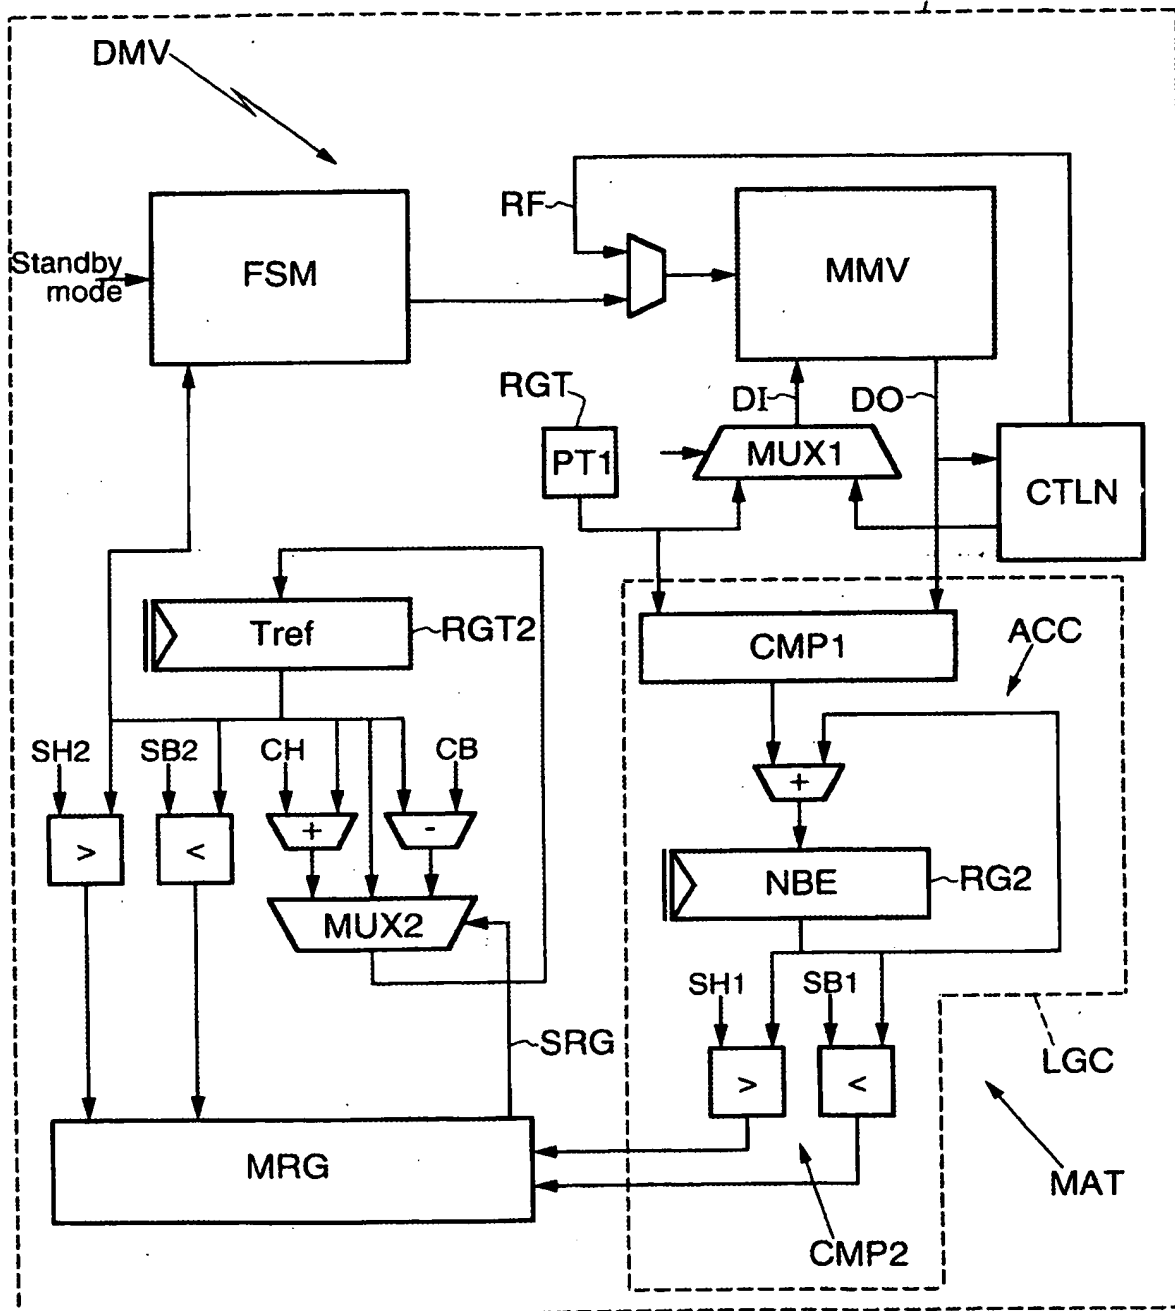 DMV
RF
Standby
mode
FSM
MMV
RGT
DI
DO
PT1
MUX1
CTLN
Tref
RGT2
CMP1
ACC
SH2
SB2
CH
CB
+
+
-
>
<
NBE
RG2
MUX2
SH1
SB1
SRG
LGC
>
<
MRG
MAT
CMP2